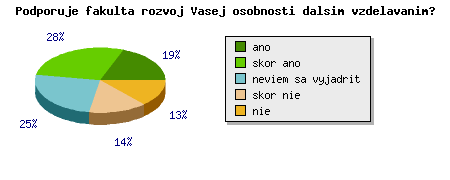 Podporuje fakulta rozvoj Vasej osobnosti dalsim vzdelavanim?
28%
19%
25%
13%
14%
ano
skor ano
neviem sa vyjadrit
skor nie
nie